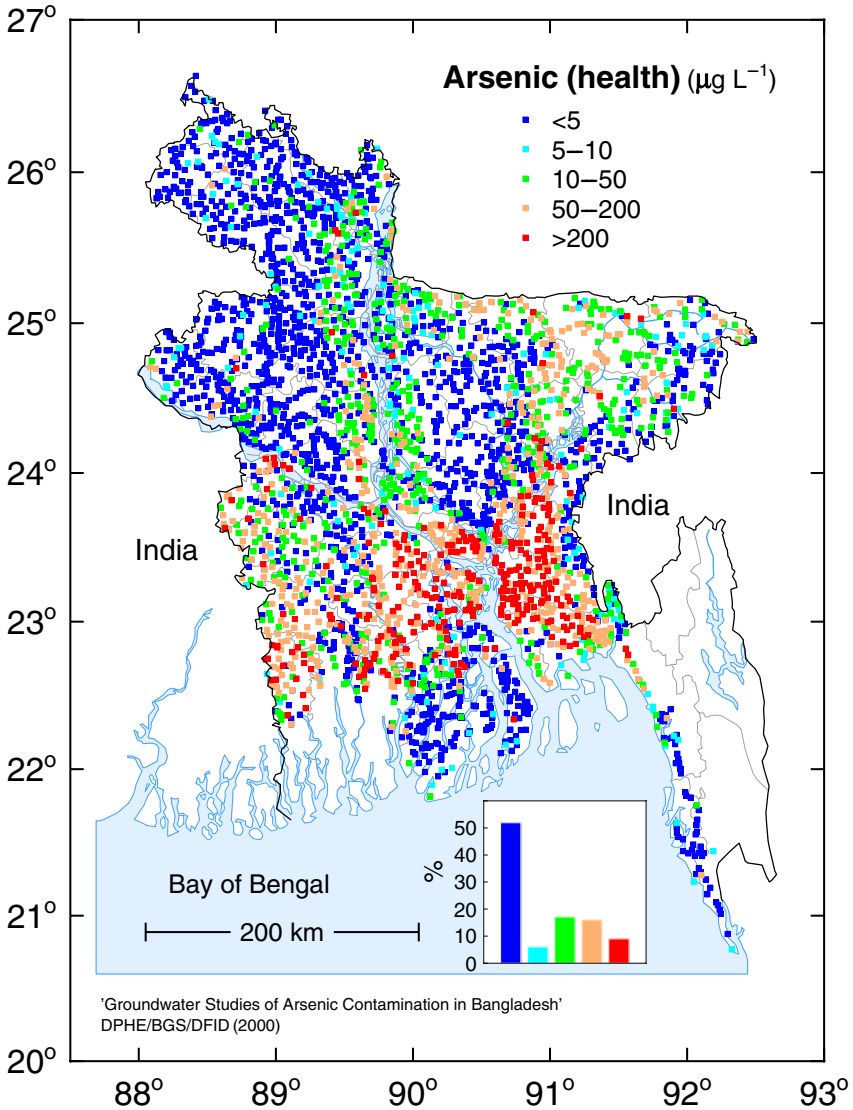 27°
Arsenic (health) (µg L⁻¹)
<5
5–10
26°
10–50
50–200
>200
25°
24°
India
India
23°
22°
50
40
%
30
Bay of Bengal
20
21°
200 km
10
0
'Groundwater Studies of Arsenic Contamination in Bangladesh'
DPHE/BGS/DFID (2000)
20°
88° 89° 90° 91° 92° 93°